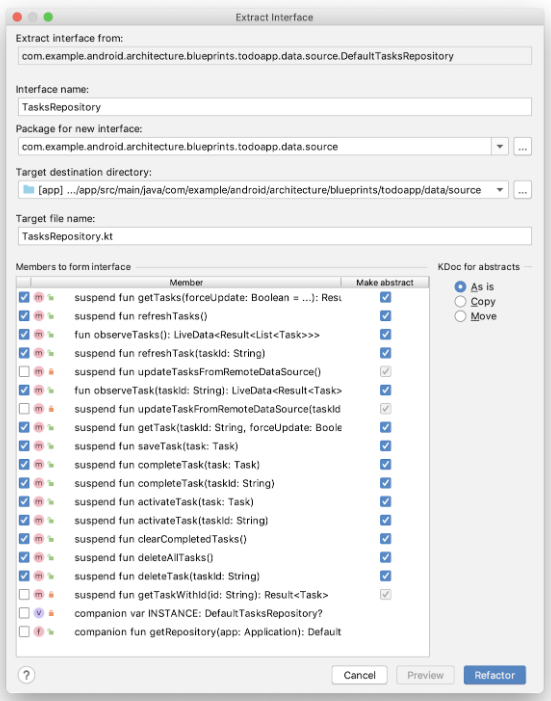 Extract Interface
Extract interface from:
com.example.android.architecture.blueprints.todoapp.data.source.DefaultTasksRepository
Interface name:
TasksRepository
Package for new interface:
com.example.android.architecture.blueprints.todoapp.data.source
...
Target destination directory:
[app] .../app/src/main/java/com/example/android/architecture/blueprints/todoapp/data/source
...
Target file name:
TasksRepository.kt
Members to form interface
KDoc for abstracts
Member Make abstract
As is
Copy
Move
m suspend fun getTasks(forceUpdate: Boolean = ...): Resu
m suspend fun refreshTasks()
m fun observeTasks(): LiveData<Result<List<Task>>>
m suspend fun refreshTask(taskId: String)
m suspend fun updateTasksFromRemoteDataSource()
m fun observeTask(taskId: String): LiveData<Result<Task>
m suspend fun updateTaskFromRemoteDataSource(taskId
m suspend fun getTask(taskId: String, forceUpdate: Boole
m suspend fun saveTask(task: Task)
m suspend fun completeTask(task: Task)
m suspend fun completeTask(taskId: String)
m suspend fun activateTask(task: Task)
m suspend fun activateTask(taskId: String)
m suspend fun clearCompletedTasks()
m suspend fun deleteAllTasks()
m suspend fun deleteTask(taskId: String)
m suspend fun getTaskWithId(id: String): Result<Task>
v companion var INSTANCE: DefaultTasksRepository?
f companion fun getRepository(app: Application): Default
? Cancel Preview Refactor